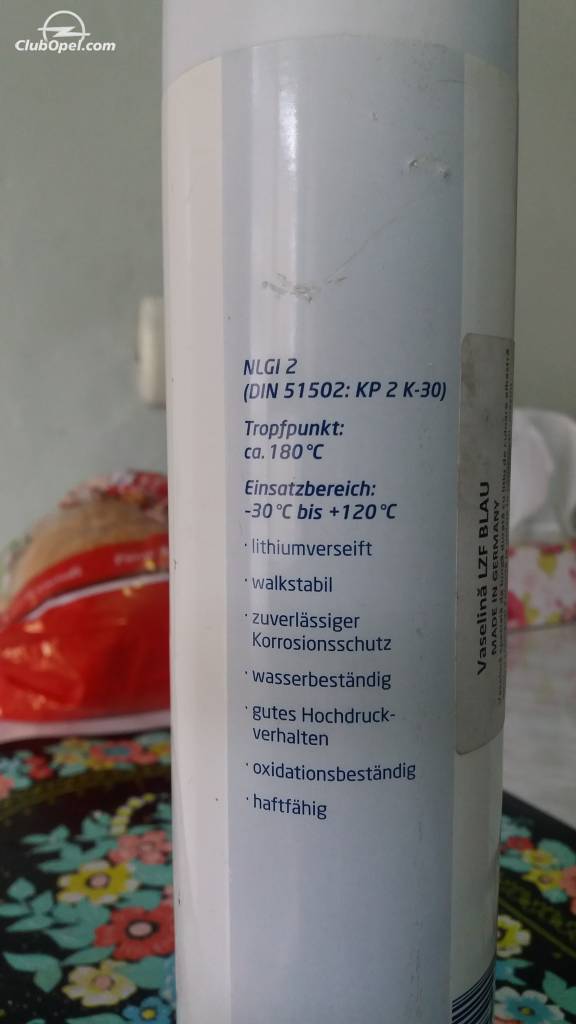 ClubOpel.com
NLGI 2
(DIN 51502: KP 2 K-30)
Tropfpunkt:
ca. 180 °C
Einsatzbereich:
-30 °C bis +120 °C
· lithiumverseift
· walkstabil
· zuverlässiger
Korrosionsschutz
· wasserbeständig
· gutes Hochdruck-
verhalten
· oxidationsbeständig
· haftfähig
Vaselină LZF BLAU
MADE IN GERMANY